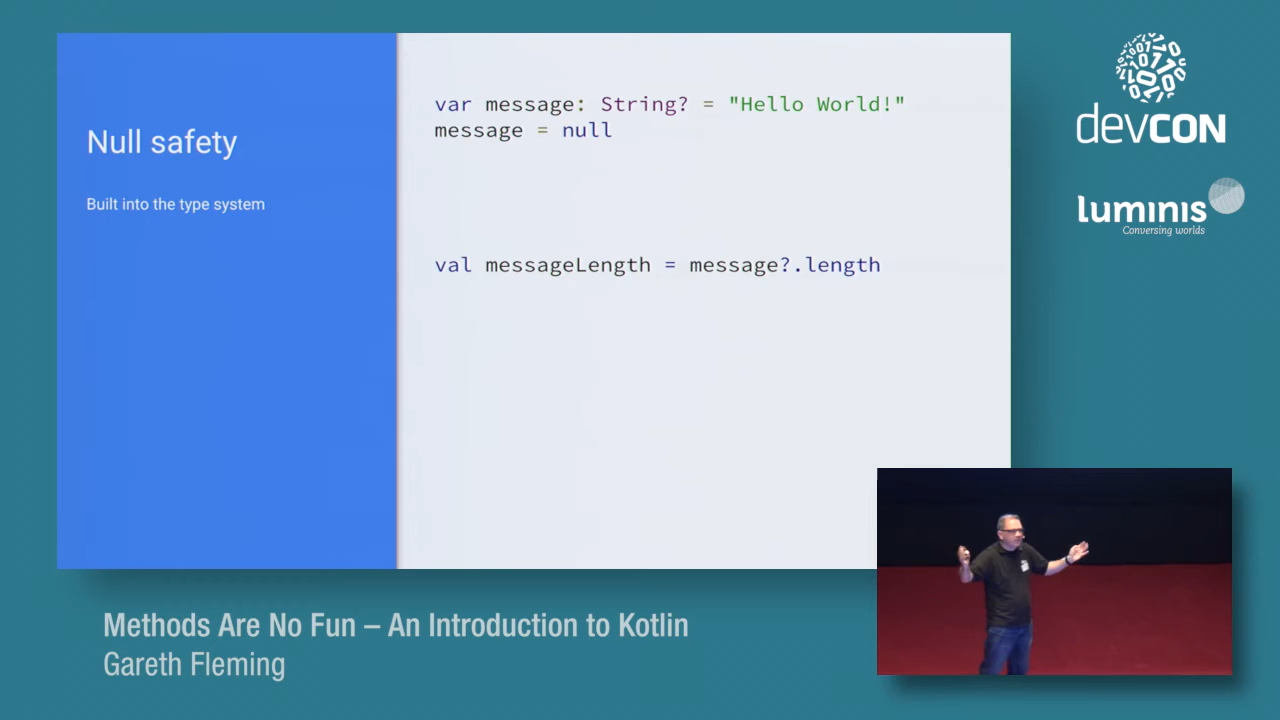 Null safety
Built into the type system
var message: String? = "Hello World!"
message = null
val messageLength = message?.length
devCON
luminis
Conversing worlds
Methods Are No Fun – An Introduction to Kotlin
Gareth Fleming